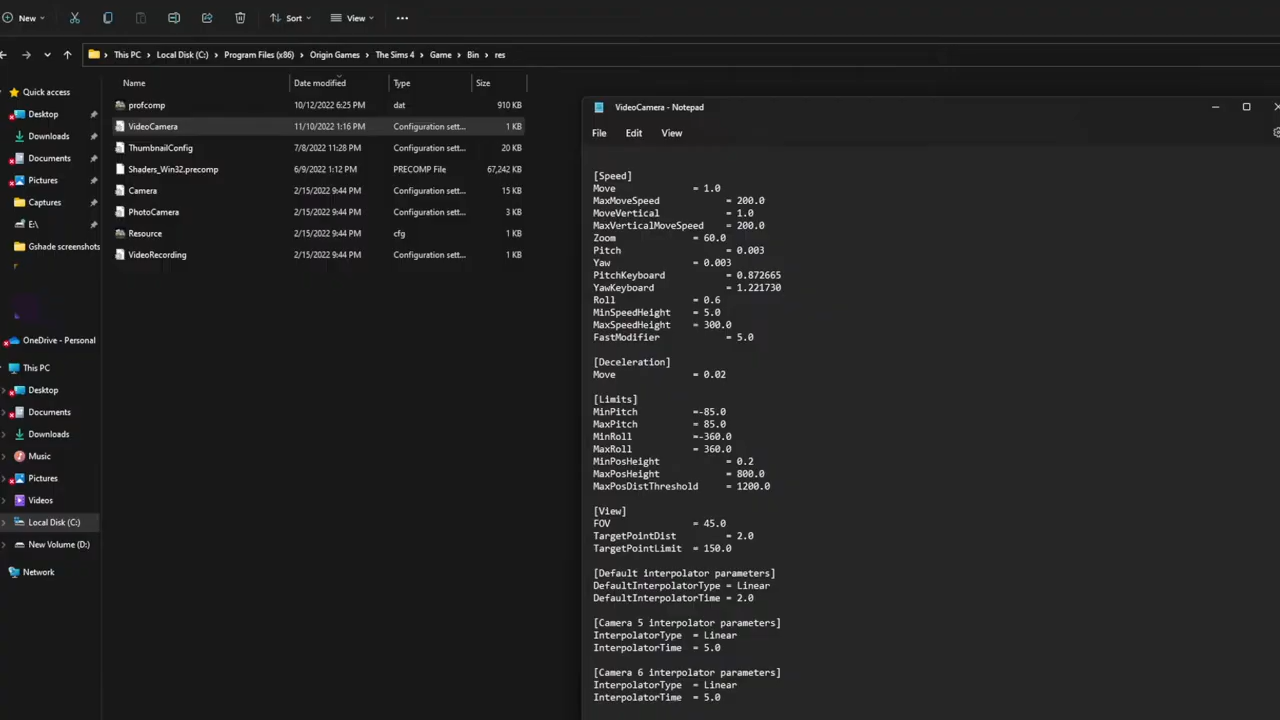 New
Sort
View
This PC > Local Disk (C:) > Program Files (x86) > Origin Games > The Sims 4 > Game > Bin > res
Quick access
Desktop
Downloads
Documents
Pictures
Captures
E:\
Gshade screenshots
OneDrive - Personal
This PC
Desktop
Documents
Downloads
Music
Pictures
Videos
Local Disk (C:)
New Volume (D:)
Network
Name Date modified Type Size
profcomp 10/12/2022 6:25 PM dat 910 KB
VideoCamera 11/10/2022 1:16 PM Configuration sett... 1 KB
ThumbnailConfig 7/8/2022 11:28 PM Configuration sett... 20 KB
Shaders_Win32.precomp 6/9/2022 1:12 PM PRECOMP File 67,242 KB
Camera 2/15/2022 9:44 PM Configuration sett... 15 KB
PhotoCamera 2/15/2022 9:44 PM Configuration sett... 3 KB
Resource 2/15/2022 9:44 PM cfg 1 KB
VideoRecording 2/15/2022 9:44 PM Configuration sett... 1 KB
VideoCamera - Notepad
File Edit View
[Speed]
Move = 1.0
MaxMoveSpeed = 200.0
MoveVertical = 1.0
MaxVerticalMoveSpeed = 200.0
Zoom = 60.0
Pitch = 0.003
Yaw = 0.003
PitchKeyboard = 0.872665
YawKeyboard = 1.221730
Roll = 0.6
MinSpeedHeight = 5.0
MaxSpeedHeight = 300.0
FastModifier = 5.0
[Deceleration]
Move = 0.02
[Limits]
MinPitch =-85.0
MaxPitch = 85.0
MinRoll =-360.0
MaxRoll = 360.0
MinPosHeight = 0.2
MaxPosHeight = 800.0
MaxPosDistThreshold = 1200.0
[View]
FOV = 45.0
TargetPointDist = 2.0
TargetPointLimit = 150.0
[Default interpolator parameters]
DefaultInterpolatorType = Linear
DefaultInterpolatorTime = 2.0
[Camera 5 interpolator parameters]
InterpolatorType = Linear
InterpolatorTime = 5.0
[Camera 6 interpolator parameters]
InterpolatorType = Linear
InterpolatorTime = 5.0